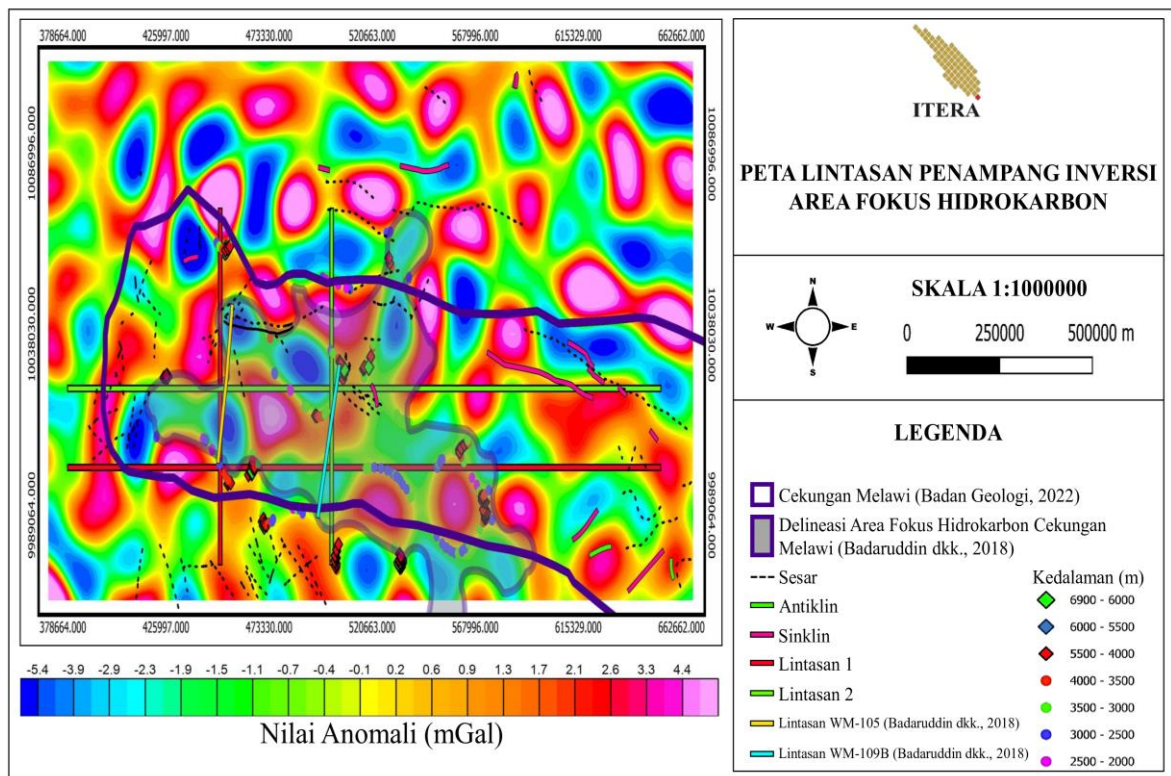 378664.000 425997.000 473330.000 520663.000 567996.000 615329.000 662662.000
10086996.000
10038030.000
9989064.000
10086996.000
10038030.000
9989064.000
378664.000 425997.000 473330.000 520663.000 567996.000 615329.000 662662.000
-5.4 -3.9 -2.9 -2.3 -1.9 -1.5 -1.1 -0.7 -0.4 -0.1 0.2 0.6 0.9 1.3 1.7 2.1 2.6 3.3 4.4
Nilai Anomali (mGal)
ITERA
PETA LINTASAN PENAMPANG INVERSI
AREA FOKUS HIDROKARBON
N
W E
S
SKALA 1:1000000
0 250000 500000 m
LEGENDA
Cekungan Melawi (Badan Geologi, 2022)
Delineasi Area Fokus Hidrokarbon Cekungan
Melawi (Badaruddin dkk., 2018)
Sesar
Antiklin
Sinklin
Lintasan 1
Lintasan 2
Lintasan WM-105 (Badaruddin dkk., 2018)
Lintasan WM-109B (Badaruddin dkk., 2018)
Kedalaman (m)
6900 - 6000
6000 - 5500
5500 - 4000
4000 - 3500
3500 - 3000
3000 - 2500
2500 - 2000